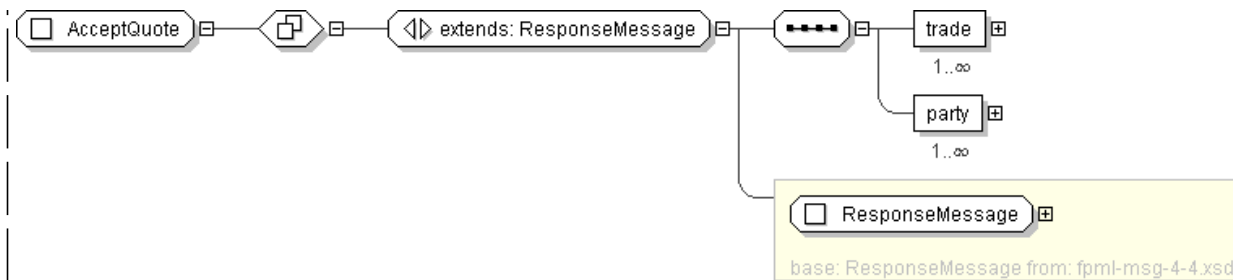 AcceptQuote extends: ResponseMessage trade
1..∞
party
1..∞
ResponseMessage
base: ResponseMessage from: fpml-msg-4-4.xsd